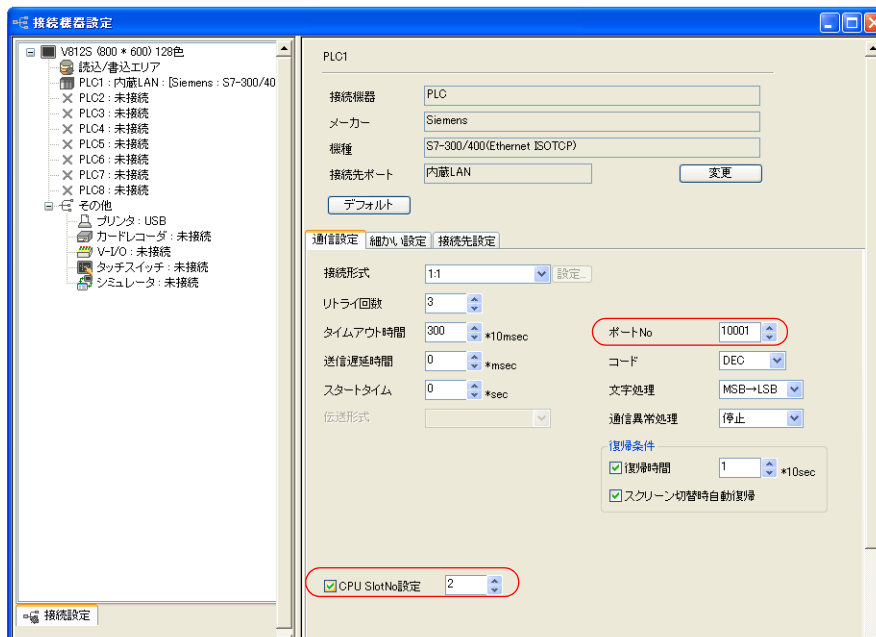 接続機器設定
V812S (800 * 600) 128色
読込/書込エリア
PLC1 : 内蔵LAN : [Siemens : S7-300/40
PLC2 : 未接続
PLC3 : 未接続
PLC4 : 未接続
PLC5 : 未接続
PLC6 : 未接続
PLC7 : 未接続
PLC8 : 未接続
その他
プリンタ : USB
カードレコーダ : 未接続
V-I/O : 未接続
タッチスイッチ : 未接続
シミュレータ : 未接続
接続設定
PLC1
接続機器 PLC
メーカー Siemens
機種 S7-300/400(Ethernet ISOTCP)
接続先ポート 内蔵LAN 変更
デフォルト
通信設定 細かい設定 接続先設定
接続形式 1:1 設定...
リトライ回数 3
タイムアウト時間 300 *10msec ポートNo 10001
送信遅延時間 0 *msec コード DEC
スタートタイム 0 *sec 文字処理 MSB→LSB
伝送形式 通信異常処理 停止
復帰条件
復帰時間 1 *10sec
スクリーン切替時自動復帰
CPU SlotNo設定 2